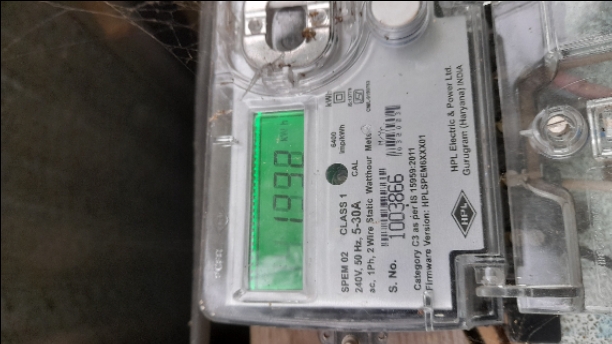 1998
kWh
6400
imp/kWh
CAL
SPEM 02 CLASS 1
240V, 50 Hz, 5-30A
ac, 1Ph, 2 Wire Static Watthour Meter
S. No. 1003866
Category C3 as per IS 15959:2011
Firmware Version: HPLSPEM6XXX01
HPL
HPL Electric & Power Ltd.
Gurugram (Haryana) INDIA